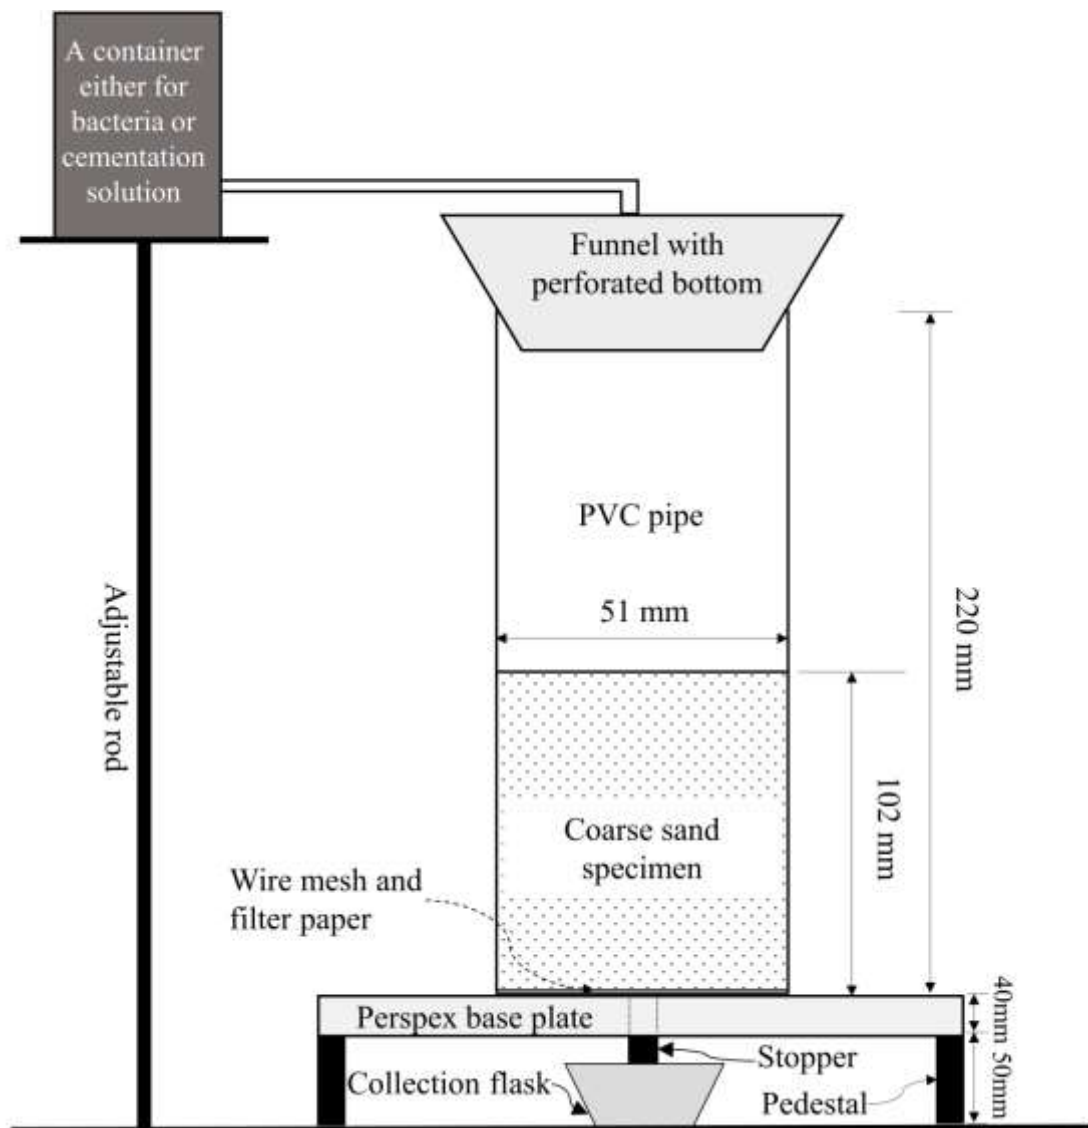 A container
either for
bacteria or
cementation
solution
Funnel with
perforated bottom
PVC pipe
51 mm
220 mm
Adjustable rod
102 mm
Coarse sand
specimen
Wire mesh and
filter paper
Perspex base plate
40mm
50mm
Stopper
Collection flask
Pedestal